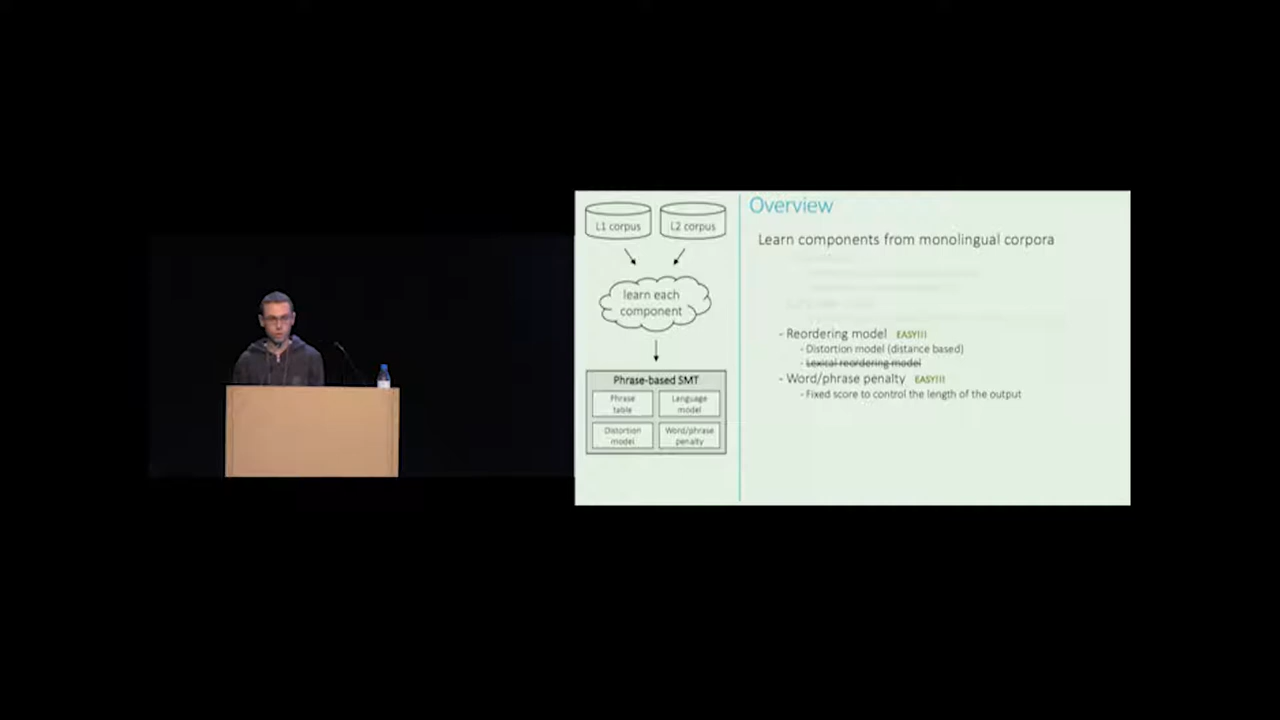 L1 corpus
L2 corpus
learn each
component
Phrase-based SMT
Phrase
table
Language
model
Distortion
model
Word/phrase
penalty
Overview
Learn components from monolingual corpora
- Reordering model EASY!!!
- Distortion model (distance based)
- Lexical reordering model
- Word/phrase penalty EASY!!!
- Fixed score to control the length of the output